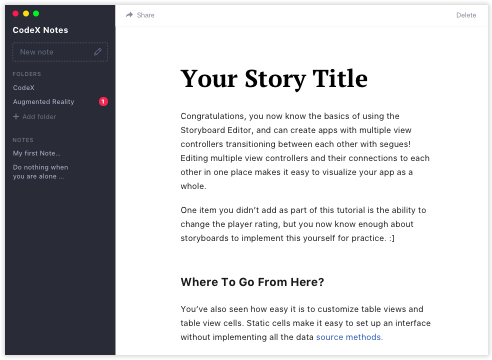 CodeX Notes
New note
FOLDERS
CodeX
Augmented Reality 1
+ Add folder
NOTES
My first Note...
Do nothing when
you are alone ...
Share
Delete
Your Story Title
Congratulations, you now know the basics of using the
Storyboard Editor, and can create apps with multiple view
controllers transitioning between each other with segues!
Editing multiple view controllers and their connections to each
other in one place makes it easy to visualize your app as a
whole.
One item you didn't add as part of this tutorial is the ability to
change the player rating, but you now know enough about
storyboards to implement this yourself for practice. :]
Where To Go From Here?
You've also seen how easy it is to customize table views and
table view cells. Static cells make it easy to set up an interface
without implementing all the data source methods.